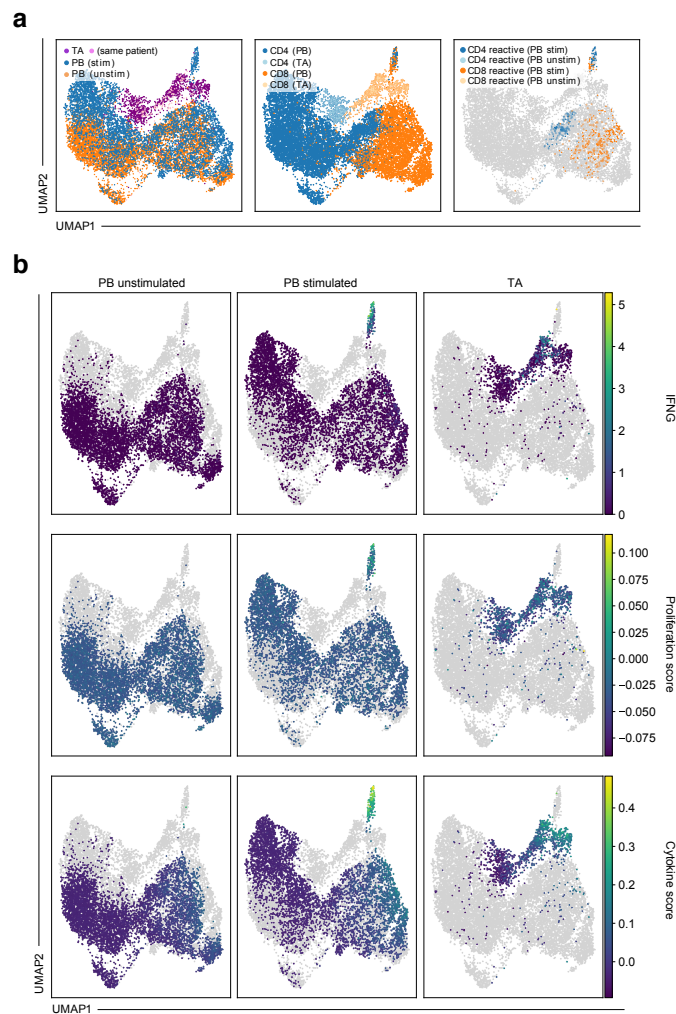 a
TA (same patient)
PB (stim)
PB (unstim)
CD4 (PB)
CD4 (TA)
CD8 (PB)
CD8 (TA)
CD4 reactive (PB stim)
CD4 reactive (PB unstim)
CD8 reactive (PB stim)
CD8 reactive (PB unstim)
UMAP2
UMAP1
b
PB unstimulated
PB stimulated
TA
5
4
3
2
1
0
IFNG
0.100
0.075
0.050
0.025
0.000
−0.025
−0.050
−0.075
Proliferation score
0.4
0.3
0.2
0.1
0.0
Cytokine score
UMAP2
UMAP1